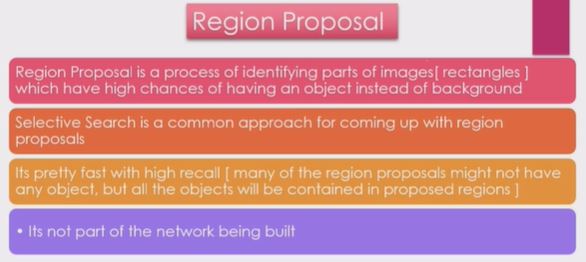 Region Proposal
Region Proposal is a process of identifying parts of images[ rectangles ]
which have high chances of having an object instead of background
Selective Search is a common approach for coming up with region
proposals
Its pretty fast with high recall [ many of the region proposals might not have
any object, but all the objects will be contained in proposed regions ]
• Its not part of the network being built